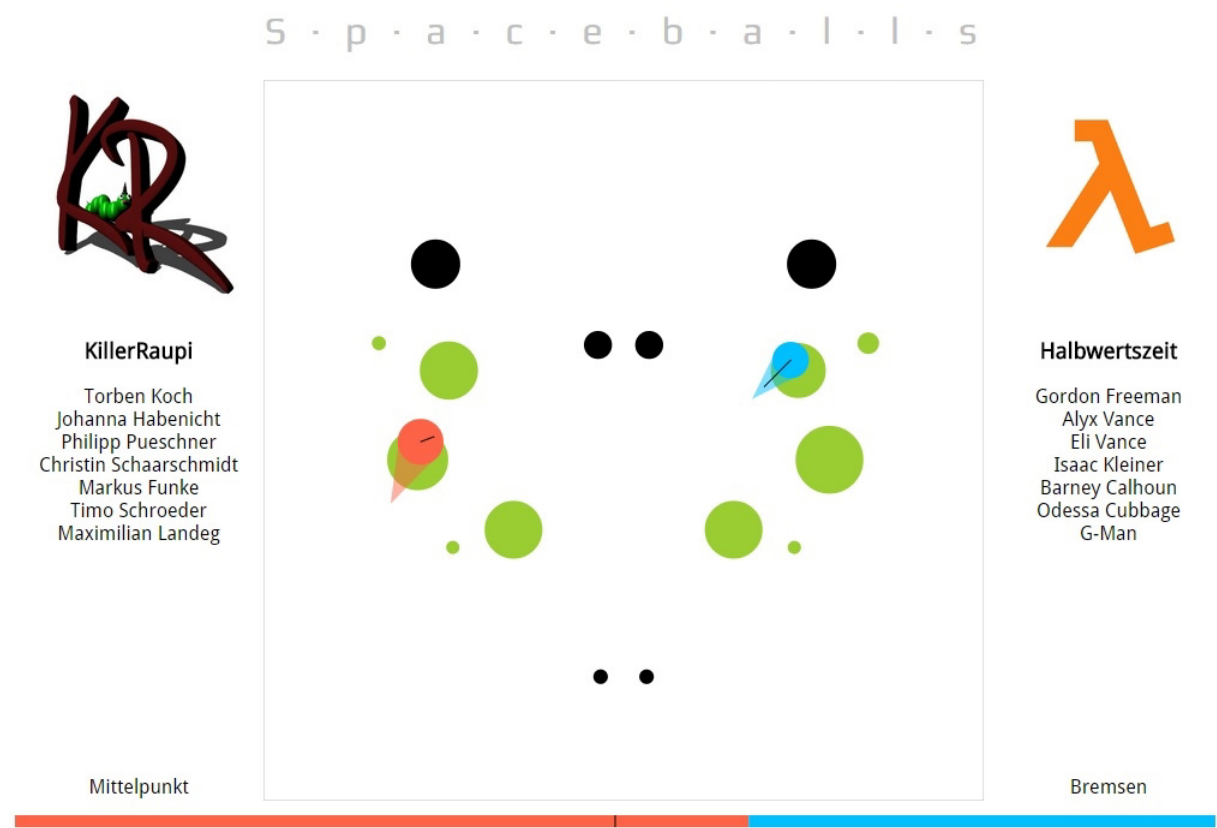 S·p·a·c·e·b·a·l·l·s
KR
KillerRaupi
Torben Koch
Johanna Habenicht
Philipp Pueschner
Christin Schaarschmidt
Markus Funke
Timo Schroeder
Maximilian Landeg
Mittelpunkt
λ
Halbwertszeit
Gordon Freeman
Alyx Vance
Eli Vance
Isaac Kleiner
Barney Calhoun
Odessa Cubbage
G-Man
Bremsen